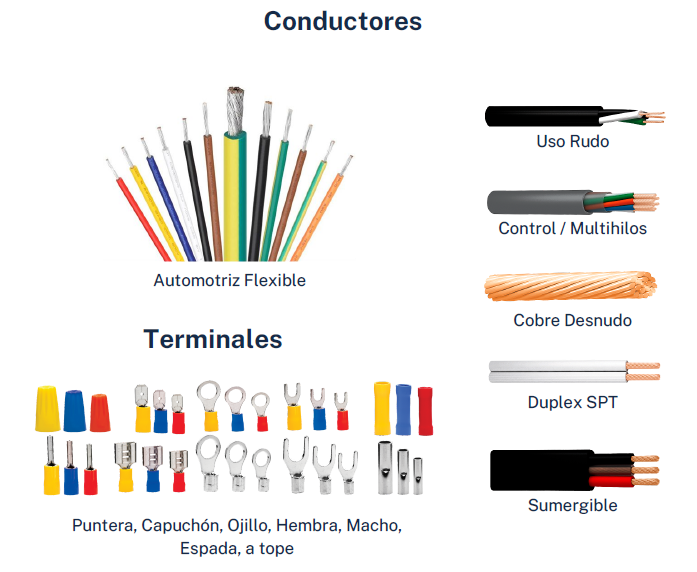 Conductores
Automotriz Flexible
Terminales
Puntera, Capuchón, Ojillo, Hembra, Macho,
Espada, a tope
Uso Rudo
Control / Multihilos
Cobre Desnudo
Duplex SPT
Sumergible